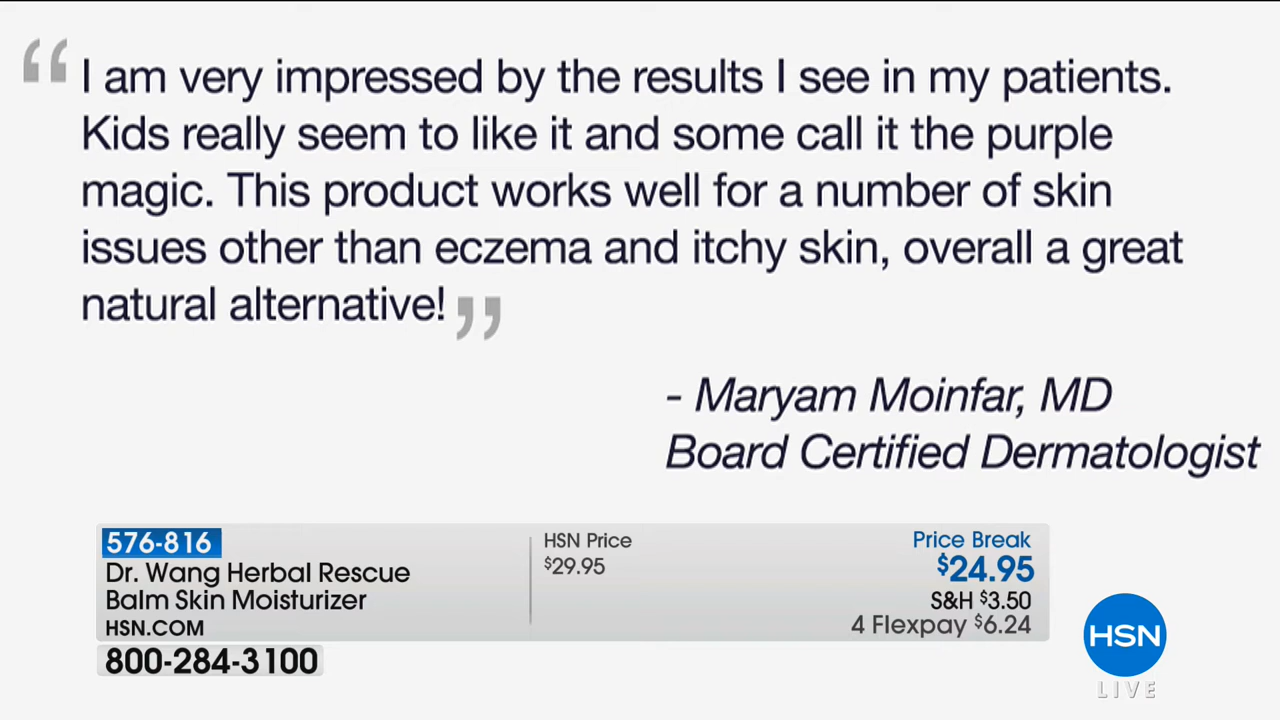 “I am very impressed by the results I see in my patients.
Kids really seem to like it and some call it the purple
magic. This product works well for a number of skin
issues other than eczema and itchy skin, overall a great
natural alternative!”
- Maryam Moinfar, MD
Board Certified Dermatologist
576-816
Dr. Wang Herbal Rescue
Balm Skin Moisturizer
HSN.COM
800-284-3100
HSN Price
$29.95
Price Break
$24.95
S&H $3.50
4 Flexpay $6.24
HSN
LIVE